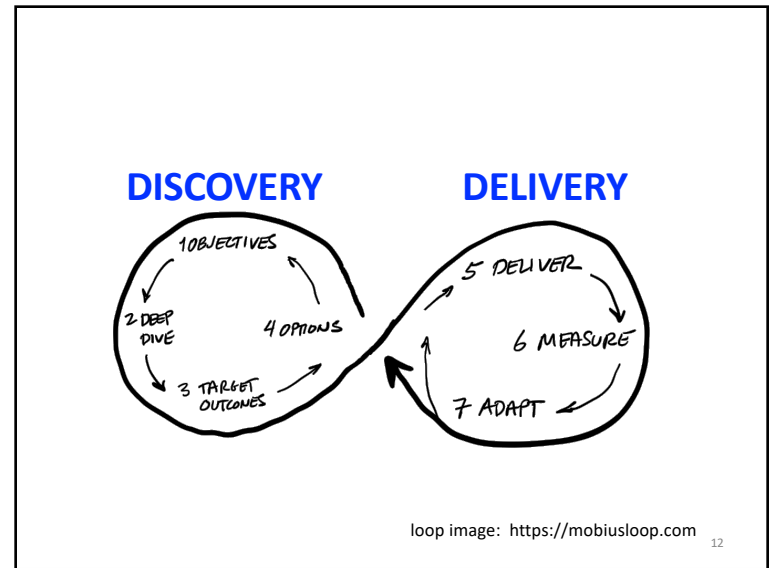 DISCOVERY
DELIVERY
1 OBJECTIVES
2 DEEP
DIVE
3 TARGET
OUTCOMES
4 OPTIONS
5 DELIVER
6 MEASURE
7 ADAPT
loop image: https://mobiusloop.com
12